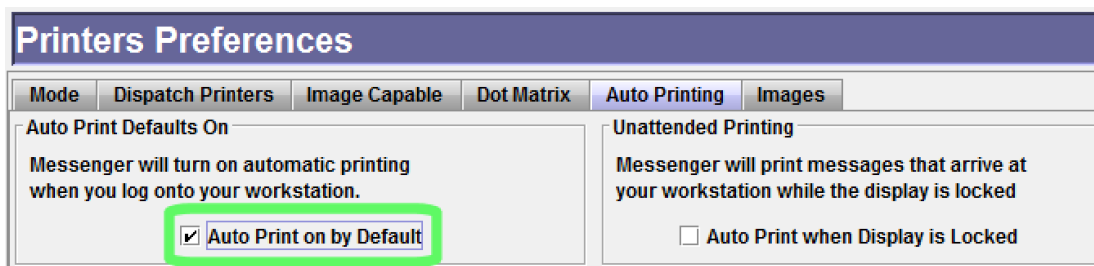 Printers Preferences
Mode Dispatch Printers Image Capable Dot Matrix Auto Printing Images
Auto Print Defaults On
Messenger will turn on automatic printing
when you log onto your workstation.
Auto Print on by Default
Unattended Printing
Messenger will print messages that arrive at
your workstation while the display is locked
Auto Print when Display is Locked